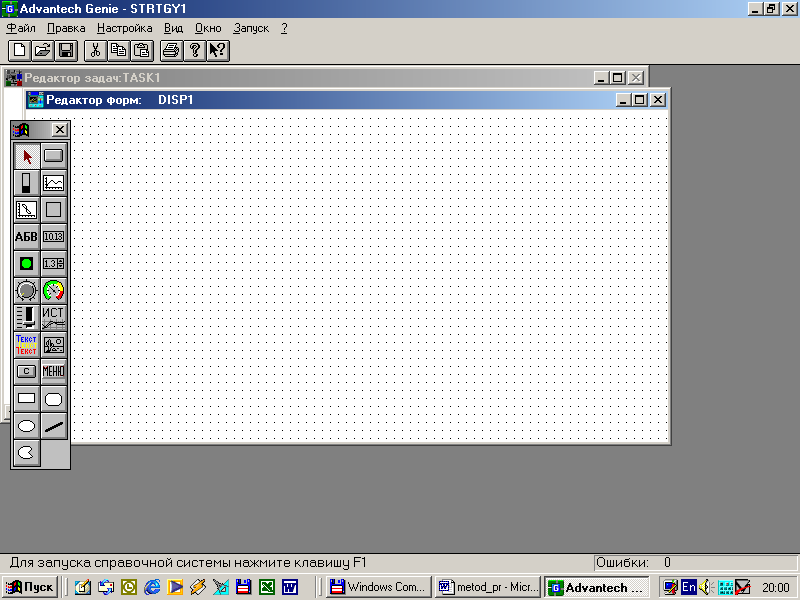 Advantech Genie - STRTGY1
Файл Правка Настройка Вид Окно Запуск ?
Редактор задач:TASK1
Редактор форм: DISP1
АБВ 10.13
1.3
ИСТ
Текст
Текст
C МЕНЮ
Для запуска справочной системы нажмите клавишу F1 Ошибки: 0
Пуск Windows Com... metod_pr - Micr... Advantech ... En 20:00